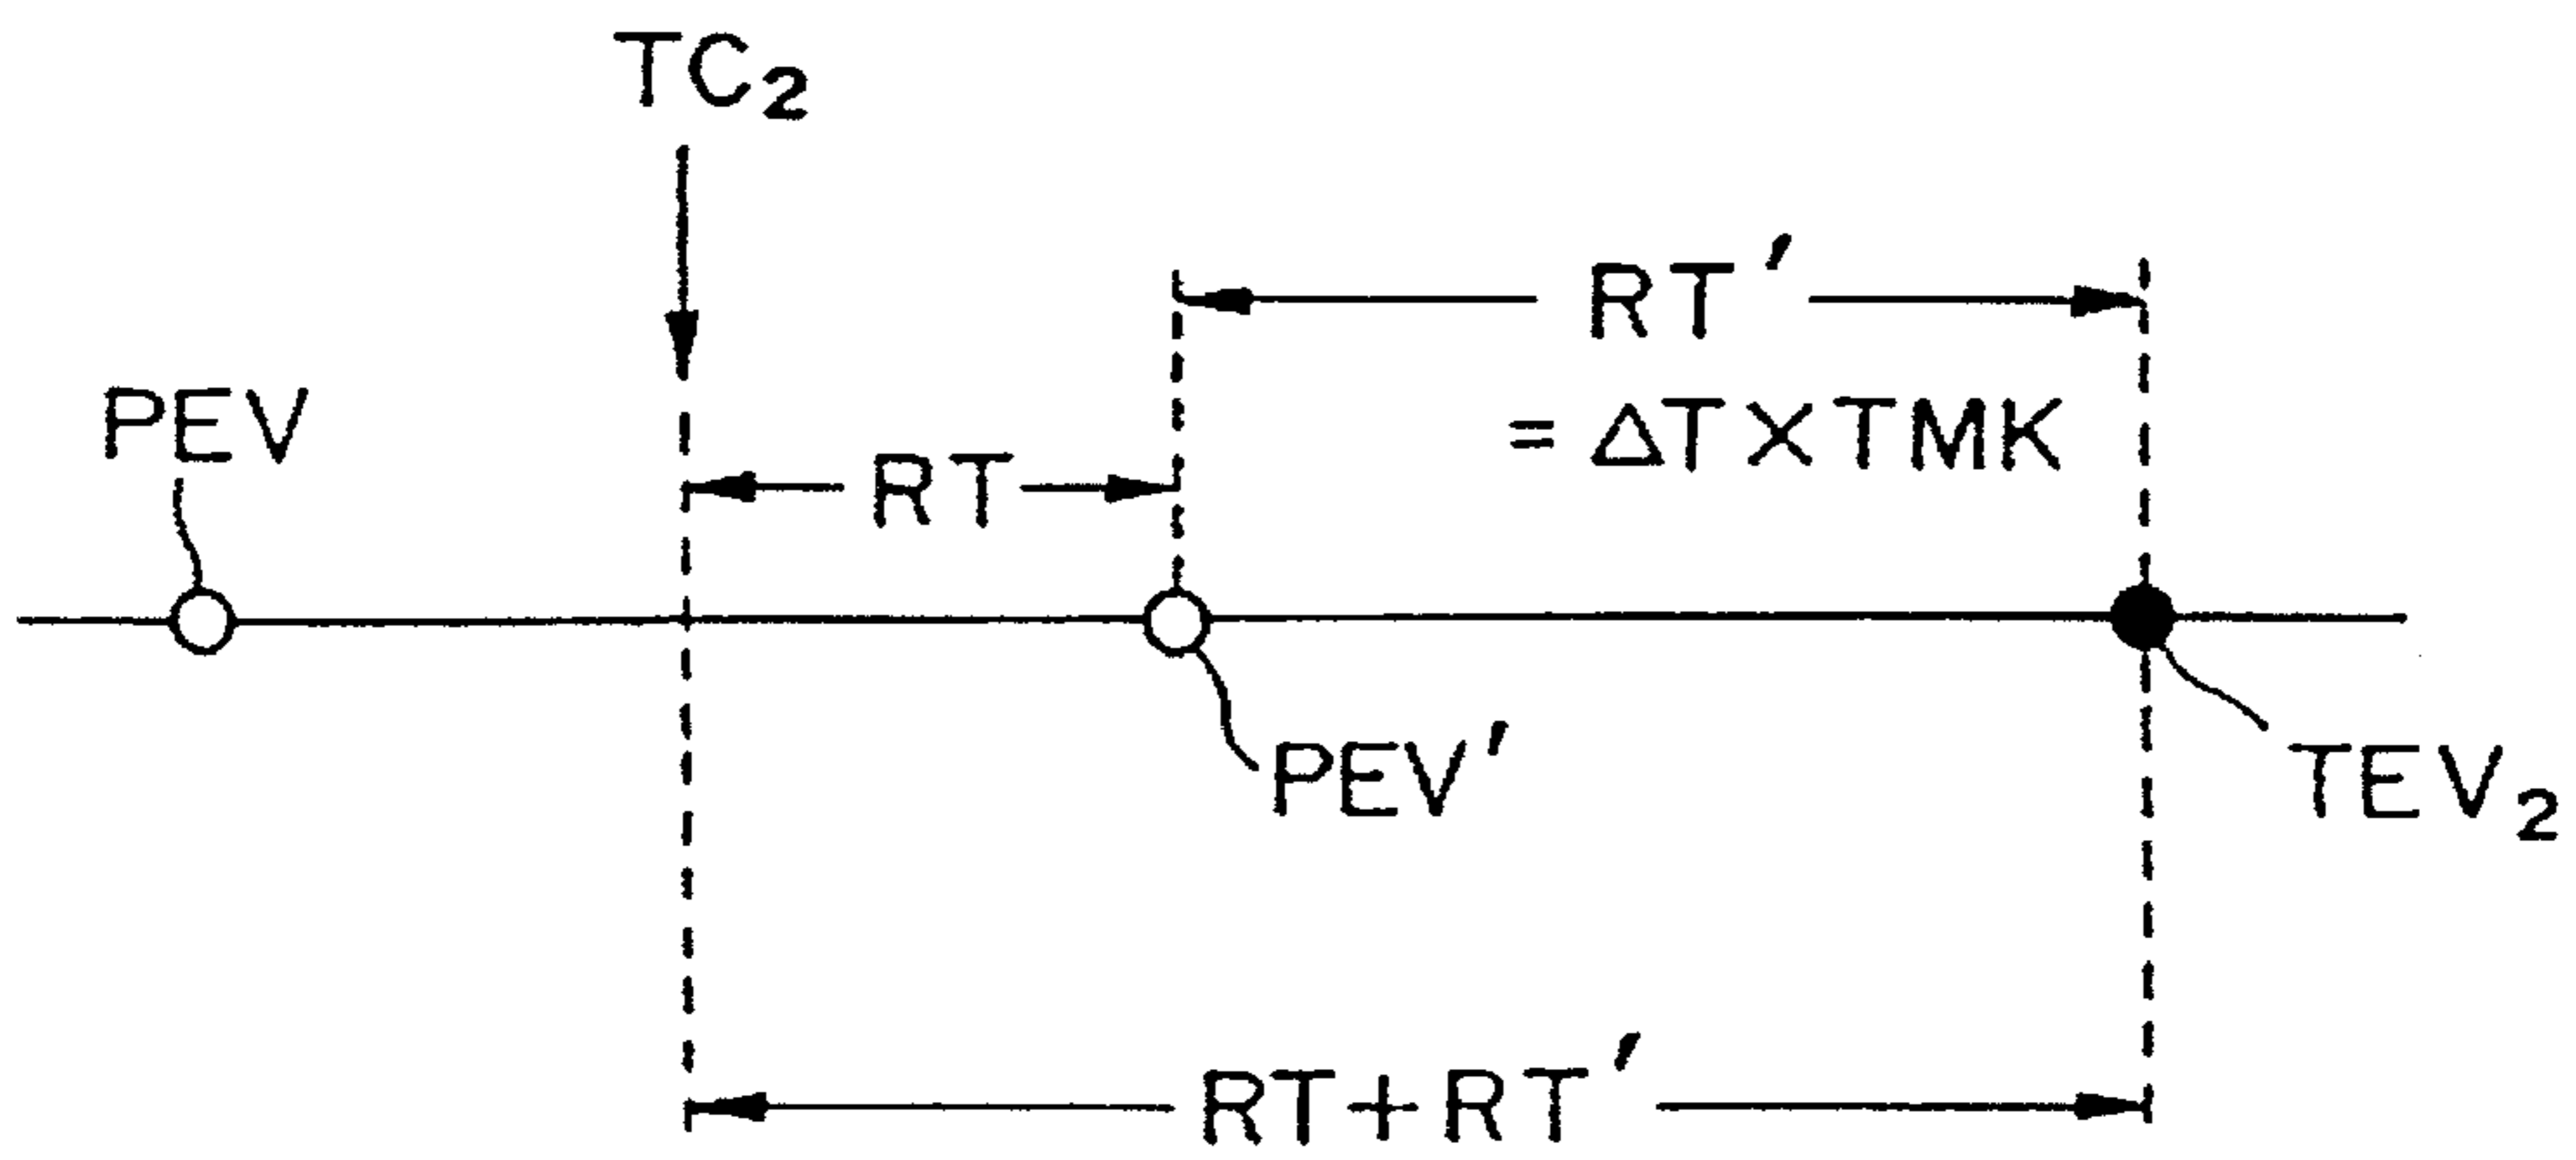 TC₂
RT′
PEV
= ΔT×TMK
RT
PEV′
TEV₂
RT+RT′